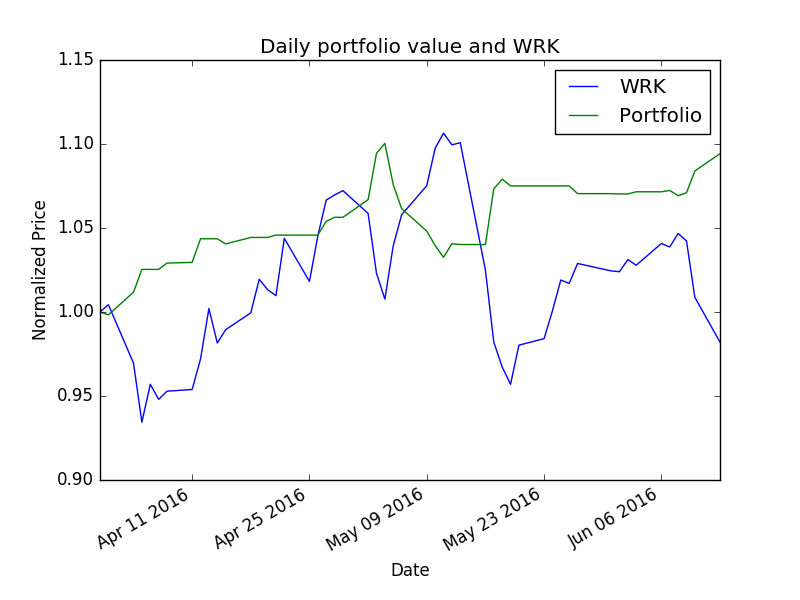 Daily portfolio value and WRK
WRK
Portfolio
1.15
1.10
1.05
1.00
0.95
0.90
Normalized Price
Apr 11 2016
Apr 25 2016
May 09 2016
May 23 2016
Jun 06 2016
Date